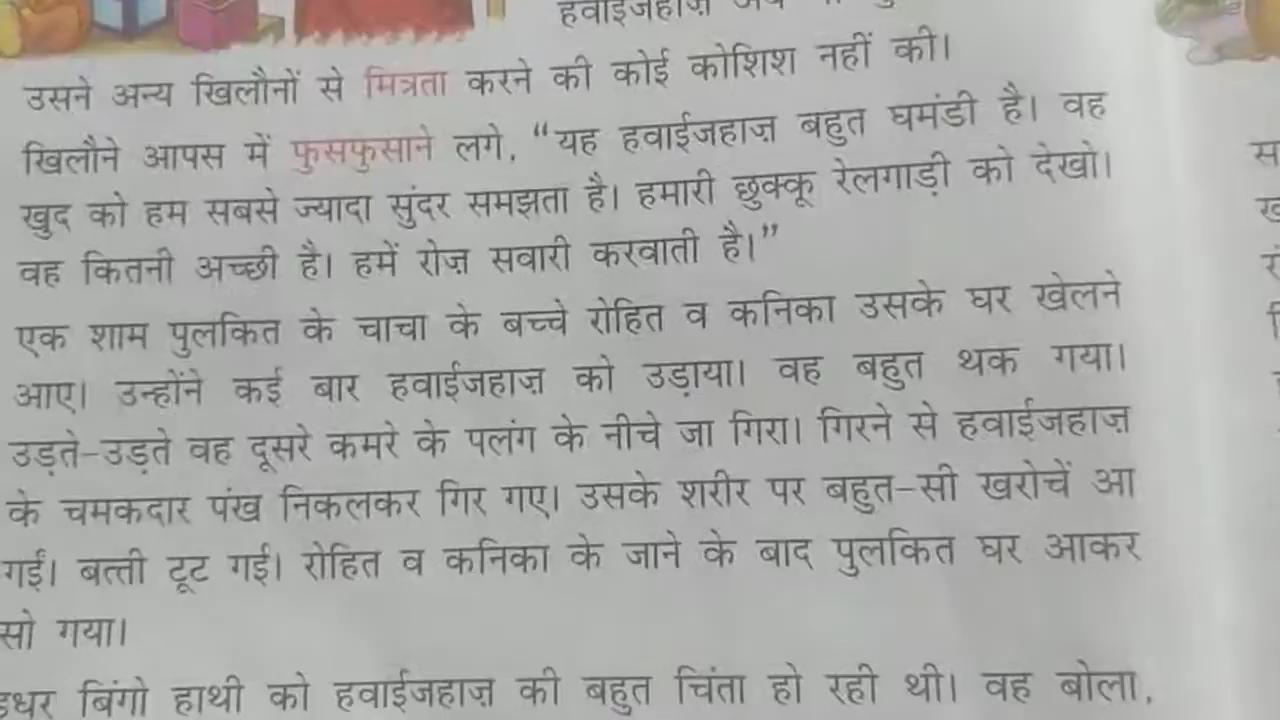 हवाईजहाज़
उसने अन्य खिलौनों से मित्रता करने की कोई कोशिश नहीं की।
खिलौने आपस में फुसफुसाने लगे, “यह हवाईजहाज़ बहुत घमंडी है। वह
खुद को हम सबसे ज्यादा सुंदर समझता है। हमारी छुक्कू रेलगाड़ी को देखो।
वह कितनी अच्छी है। हमें रोज़ सवारी करवाती है।”
एक शाम पुलकित के चाचा के बच्चे रोहित व कनिका उसके घर खेलने
आए। उन्होंने कई बार हवाईजहाज़ को उड़ाया। वह बहुत थक गया।
उड़ते-उड़ते वह दूसरे कमरे के पलंग के नीचे जा गिरा। गिरने से हवाईजहाज़
के चमकदार पंख निकलकर गिर गए। उसके शरीर पर बहुत-सी खरोचें आ
गईं। बत्ती टूट गई। रोहित व कनिका के जाने के बाद पुलकित घर आकर
सो गया।
इधर बिंगो हाथी को हवाईजहाज़ की बहुत चिंता हो रही थी। वह बोला,